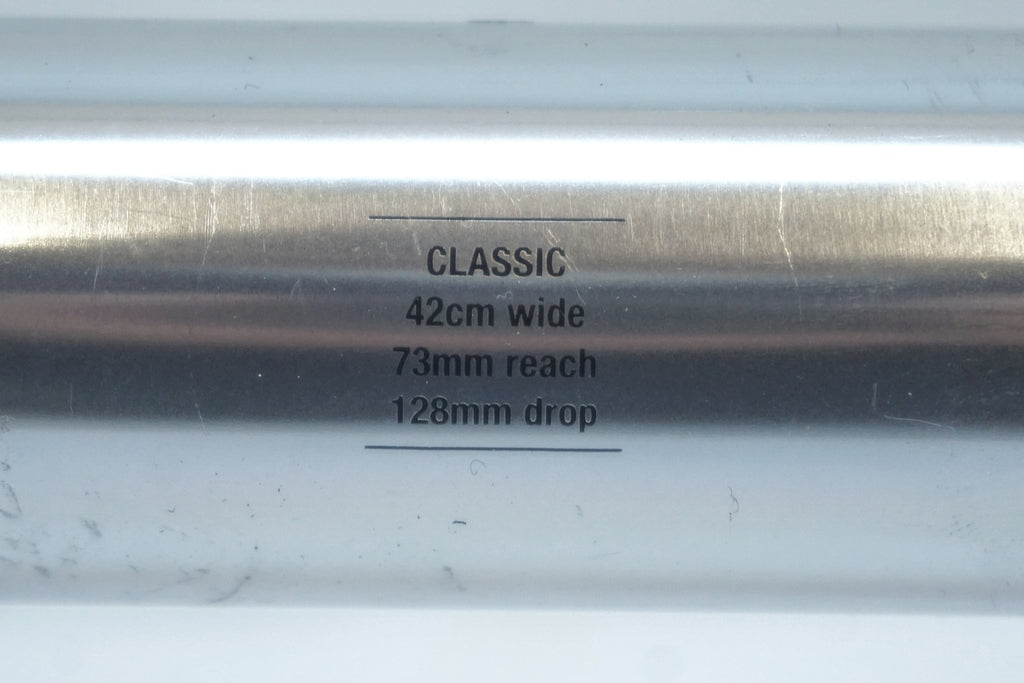 CLASSIC
42cm wide
73mm reach
128mm drop